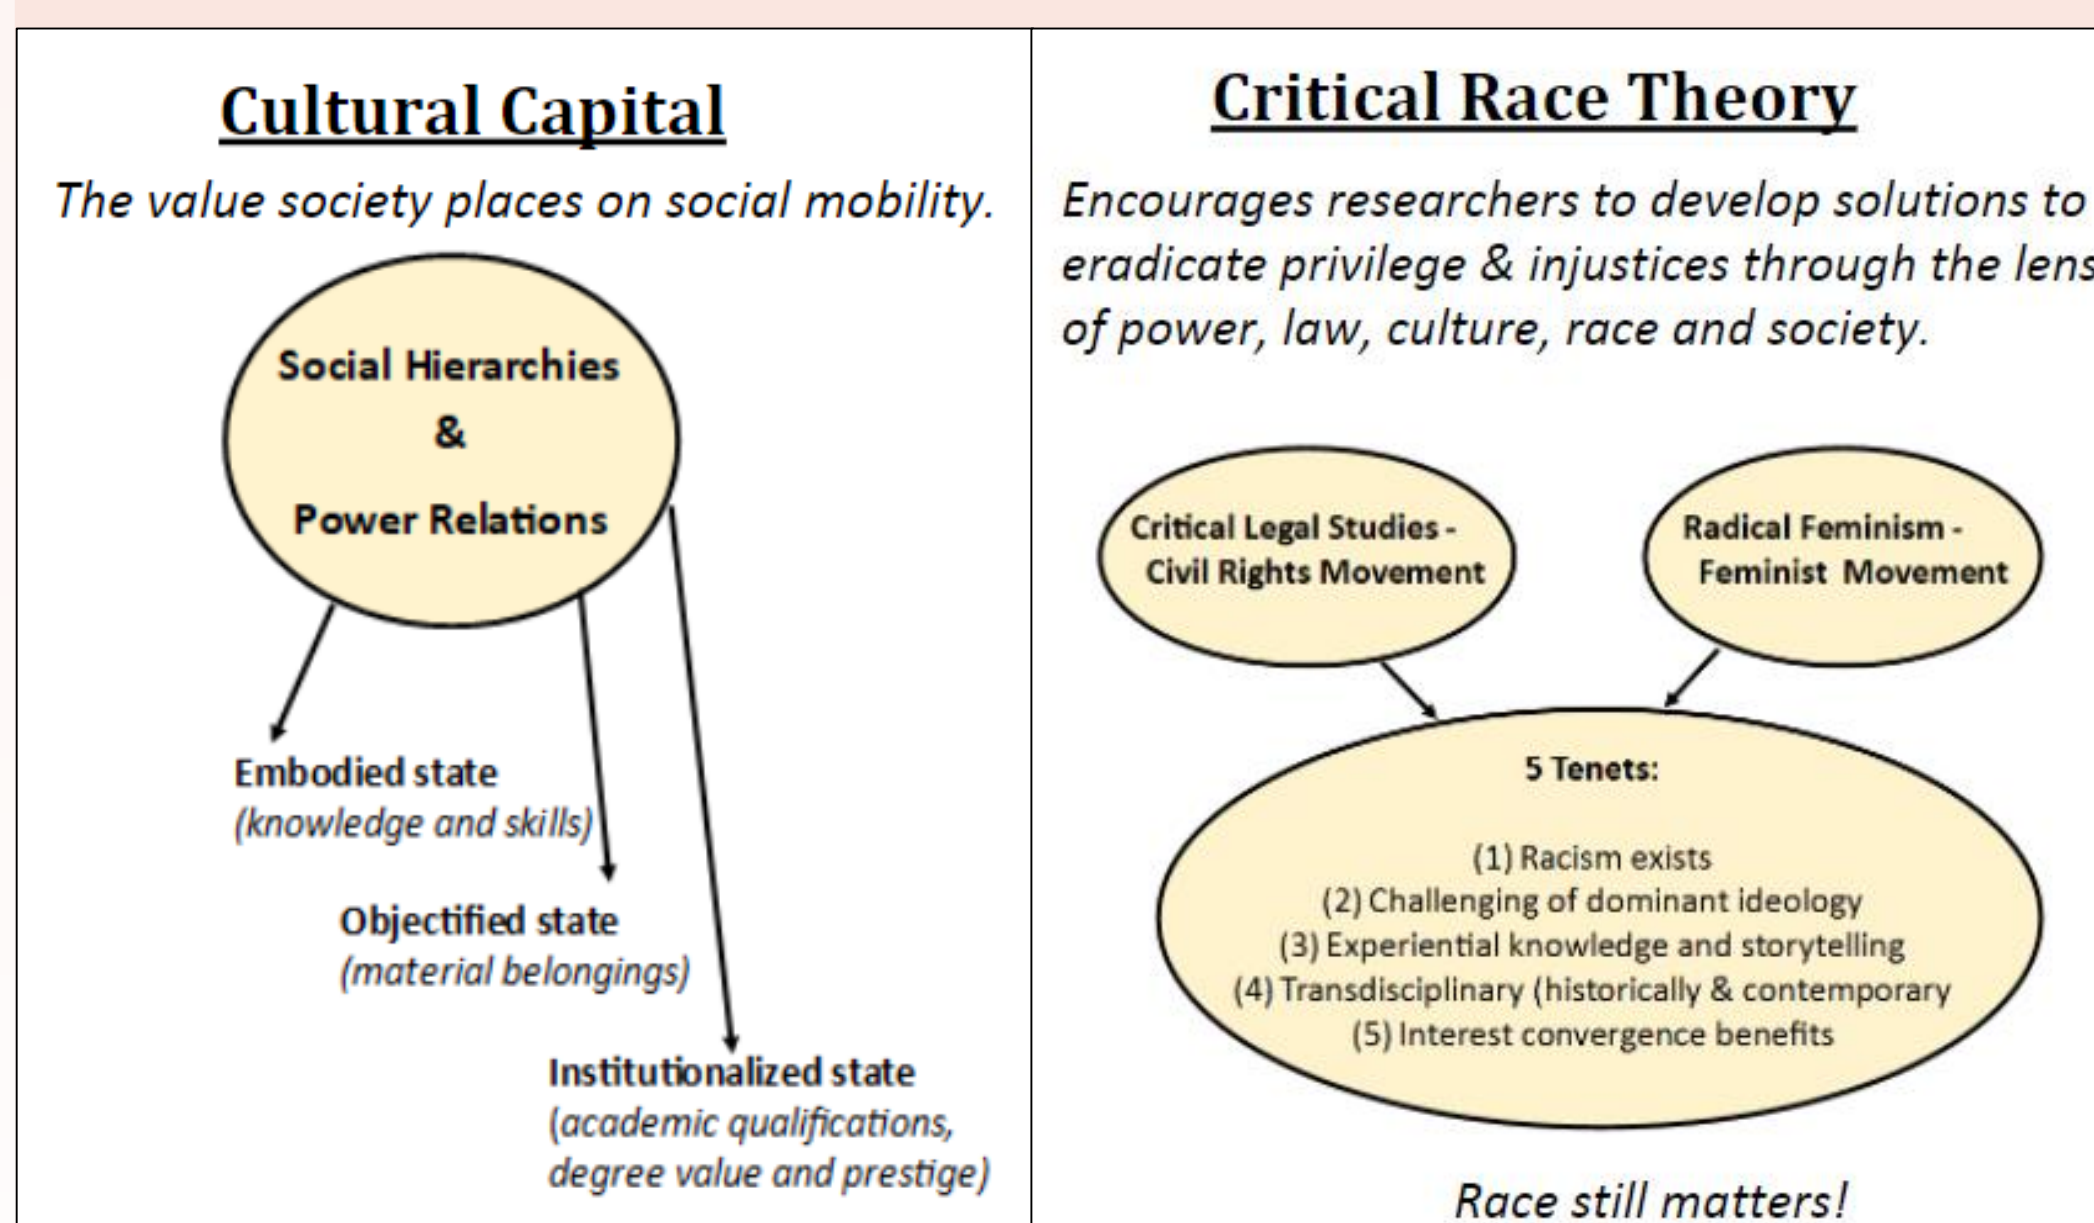 Cultural Capital
The value society places on social mobility.
Social Hierarchies
&
Power Relations
Embodied state
(knowledge and skills)
Objectified state
(material belongings)
Institutionalized state
(academic qualifications,
degree value and prestige)
Critical Race Theory
Encourages researchers to develop solutions to
eradicate privilege & injustices through the lens
of power, law, culture, race and society.
Critical Legal Studies -
Civil Rights Movement
Radical Feminism -
Feminist Movement
5 Tenets:
(1) Racism exists
(2) Challenging of dominant ideology
(3) Experiential knowledge and storytelling
(4) Transdisciplinary (historically & contemporary
(5) Interest convergence benefits
Race still matters!